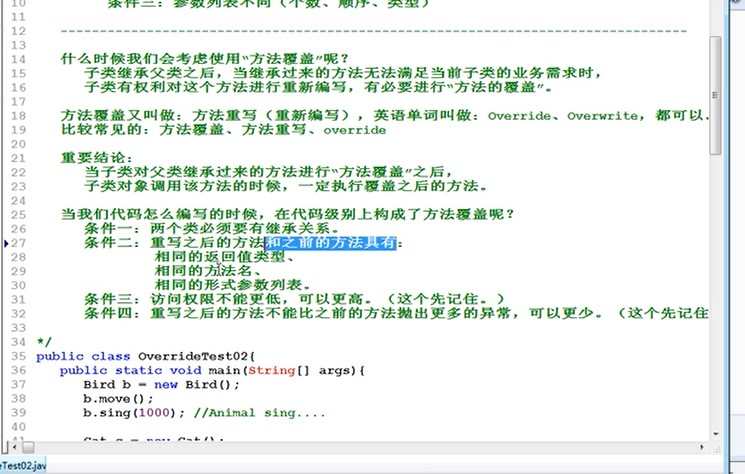 10 条件三：参数列表不同（个数、顺序、类型）
11
12 --------------------------------------------------------------------------------
13
14 什么时候我们会考虑使用“方法覆盖”呢？
15 子类继承父类之后，当继承过来的方法无法满足当前子类的业务需求时，
16 子类有权利对这个方法进行重新编写，有必要进行“方法的覆盖”。
17
18 方法覆盖又叫做：方法重写（重新编写），英语单词叫做：Override、Overwrite，都可以.
19 比较常见的：方法覆盖、方法重写、override
20
21 重要结论：
22 当子类对父类继承过来的方法进行“方法覆盖”之后，
23 子类对象调用该方法的时候，一定执行覆盖之后的方法。
24
25 当我们代码怎么编写的时候，在代码级别上构成了方法覆盖呢？
26 条件一：两个类必须要有继承关系。
27 条件二：重写之后的方法和之前的方法具有：
28 相同的返回值类型、
29 相同的方法名、
30 相同的形式参数列表。
31 条件三：访问权限不能更低，可以更高。（这个先记住。）
32 条件四：重写之后的方法不能比之前的方法抛出更多的异常，可以更少。（这个先记住
33
34 */
35 public class OverrideTest02{
36 public static void main(String[] args){
37 Bird b = new Bird();
38 b.move();
39 b.sing(1000); //Animal sing....
40
41 Cat c = new Cat();
eTest02.jav